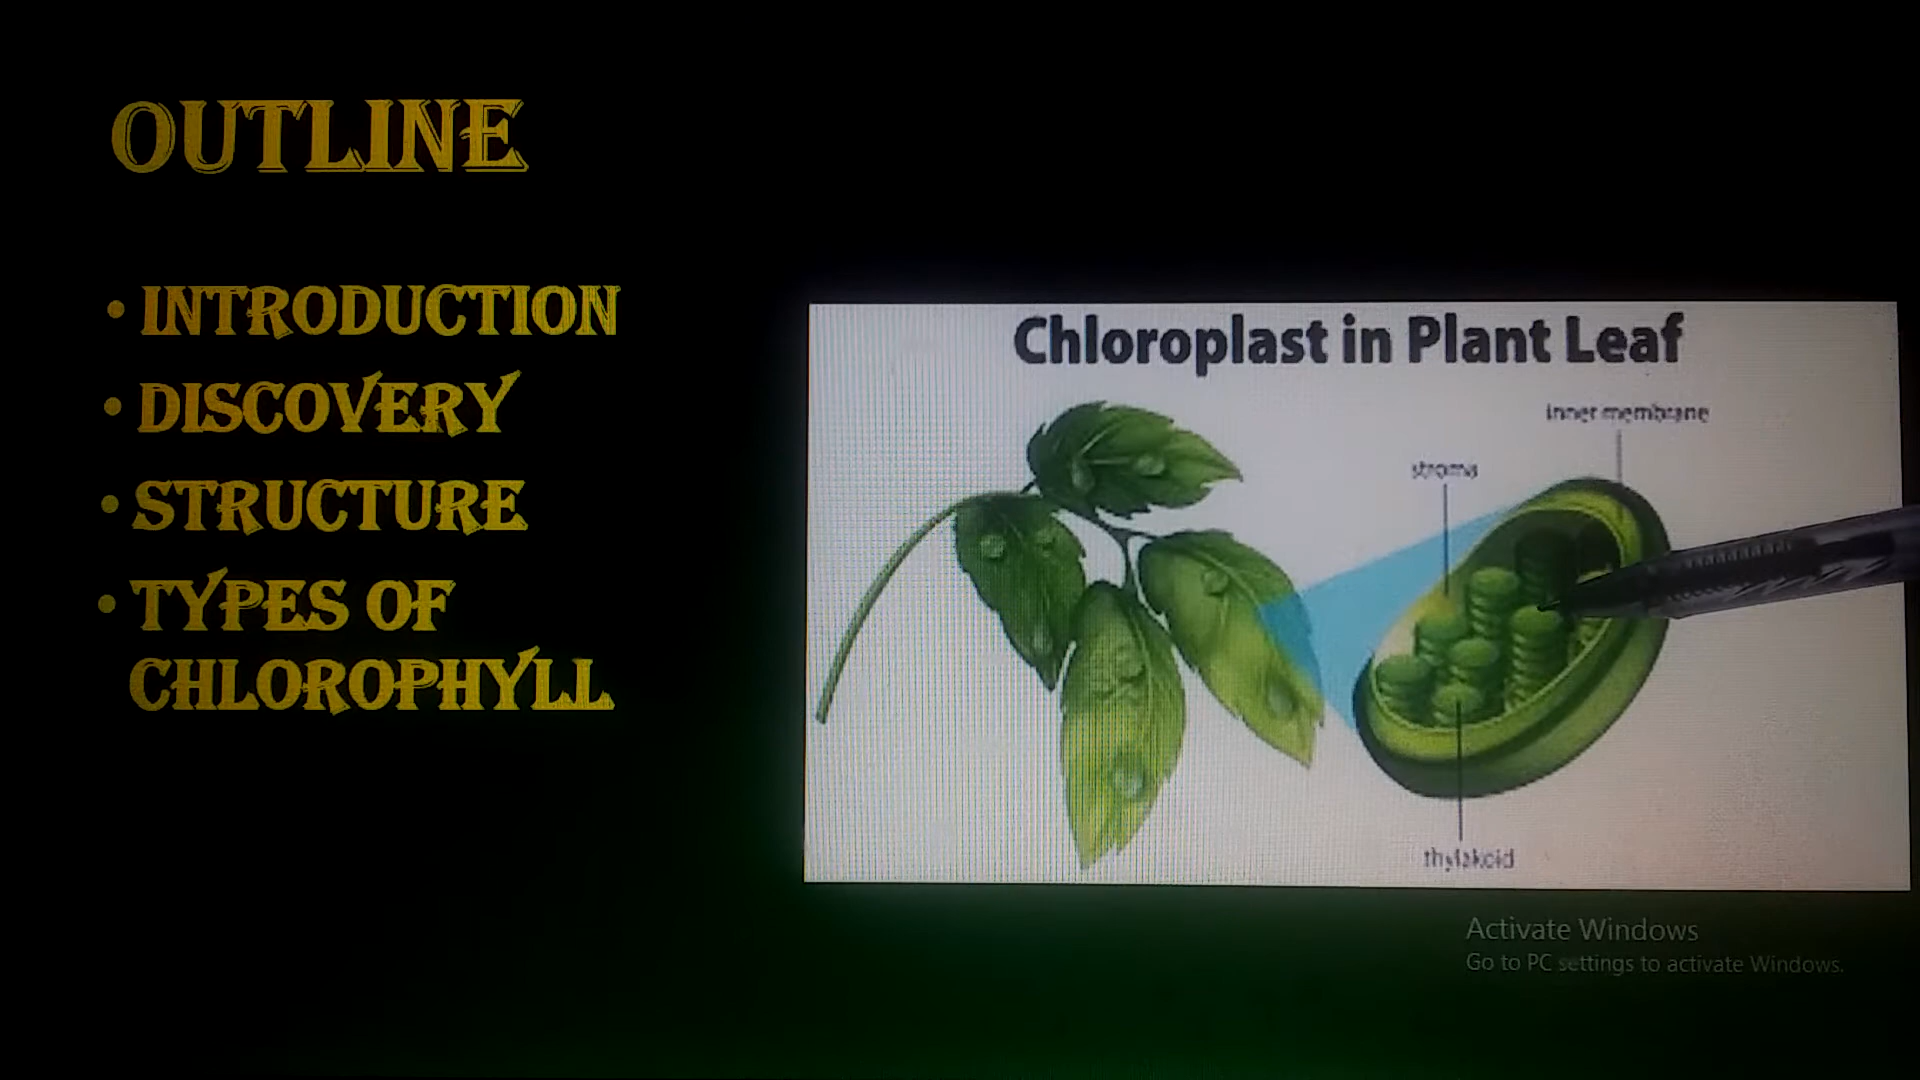 OUTLINE
• INTRODUCTION
• DISCOVERY
• STRUCTURE
• TYPES OF
CHLOROPHYLL
Chloroplast in Plant Leaf
inner membrane
stroma
thylakoid
Activate Windows
Go to PC settings to activate Windows.